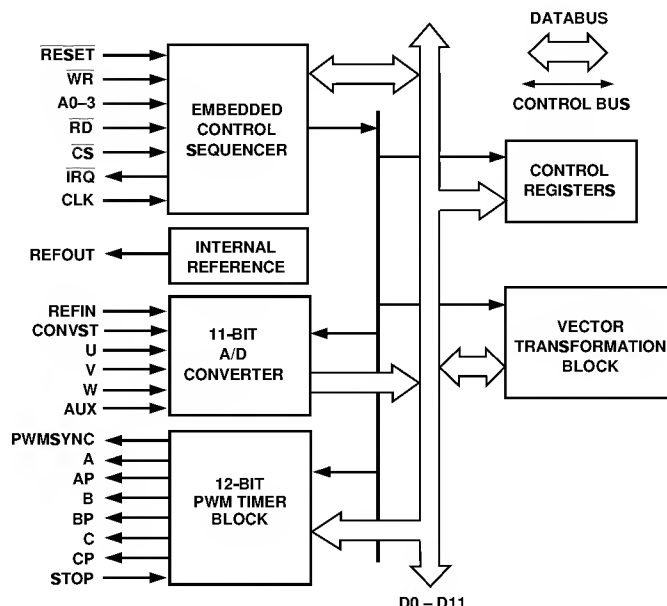 RESET
WR
A0–3
RD
CS
IRQ
CLK
EMBEDDED
CONTROL
SEQUENCER
DATABUS
CONTROL BUS
CONTROL
REGISTERS
REFOUT
INTERNAL
REFERENCE
REFIN
CONVST
U
V
W
AUX
11-BIT
A/D
CONVERTER
VECTOR
TRANSFORMATION
BLOCK
PWMSYNC
A
AP
B
BP
C
CP
STOP
12-BIT
PWM TIMER
BLOCK
D0 – D11